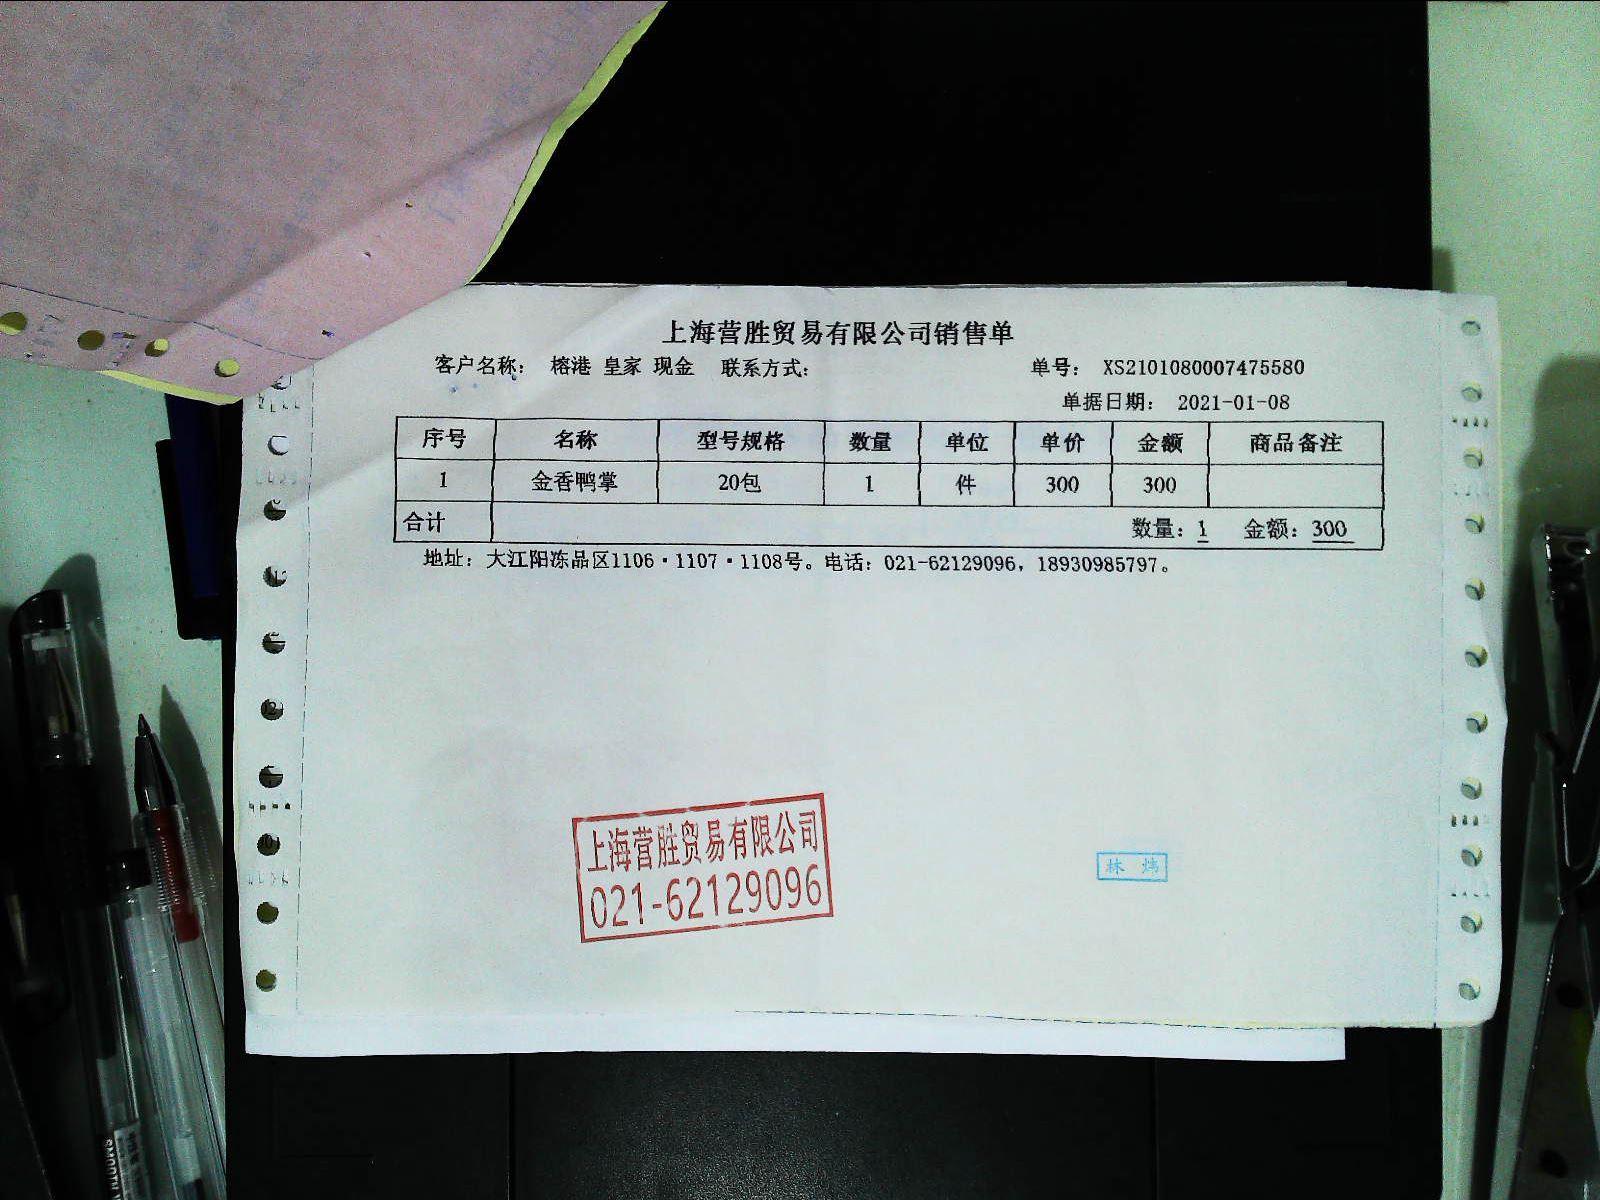 上海营胜贸易有限公司销售单
客户名称： 榕港 皇家 现金 联系方式： 单号： XS2101080007475580
单据日期： 2021-01-08
序号 名称 型号规格 数量 单位 单价 金额 商品备注
1 金香鸭掌 20包 1 件 300 300
合计 数量：1 金额：300
地址：大江阳冻品区1106·1107·1108号。电话：021-62129096，18930985797。
上海营胜贸易有限公司
021-62129096
林 炜